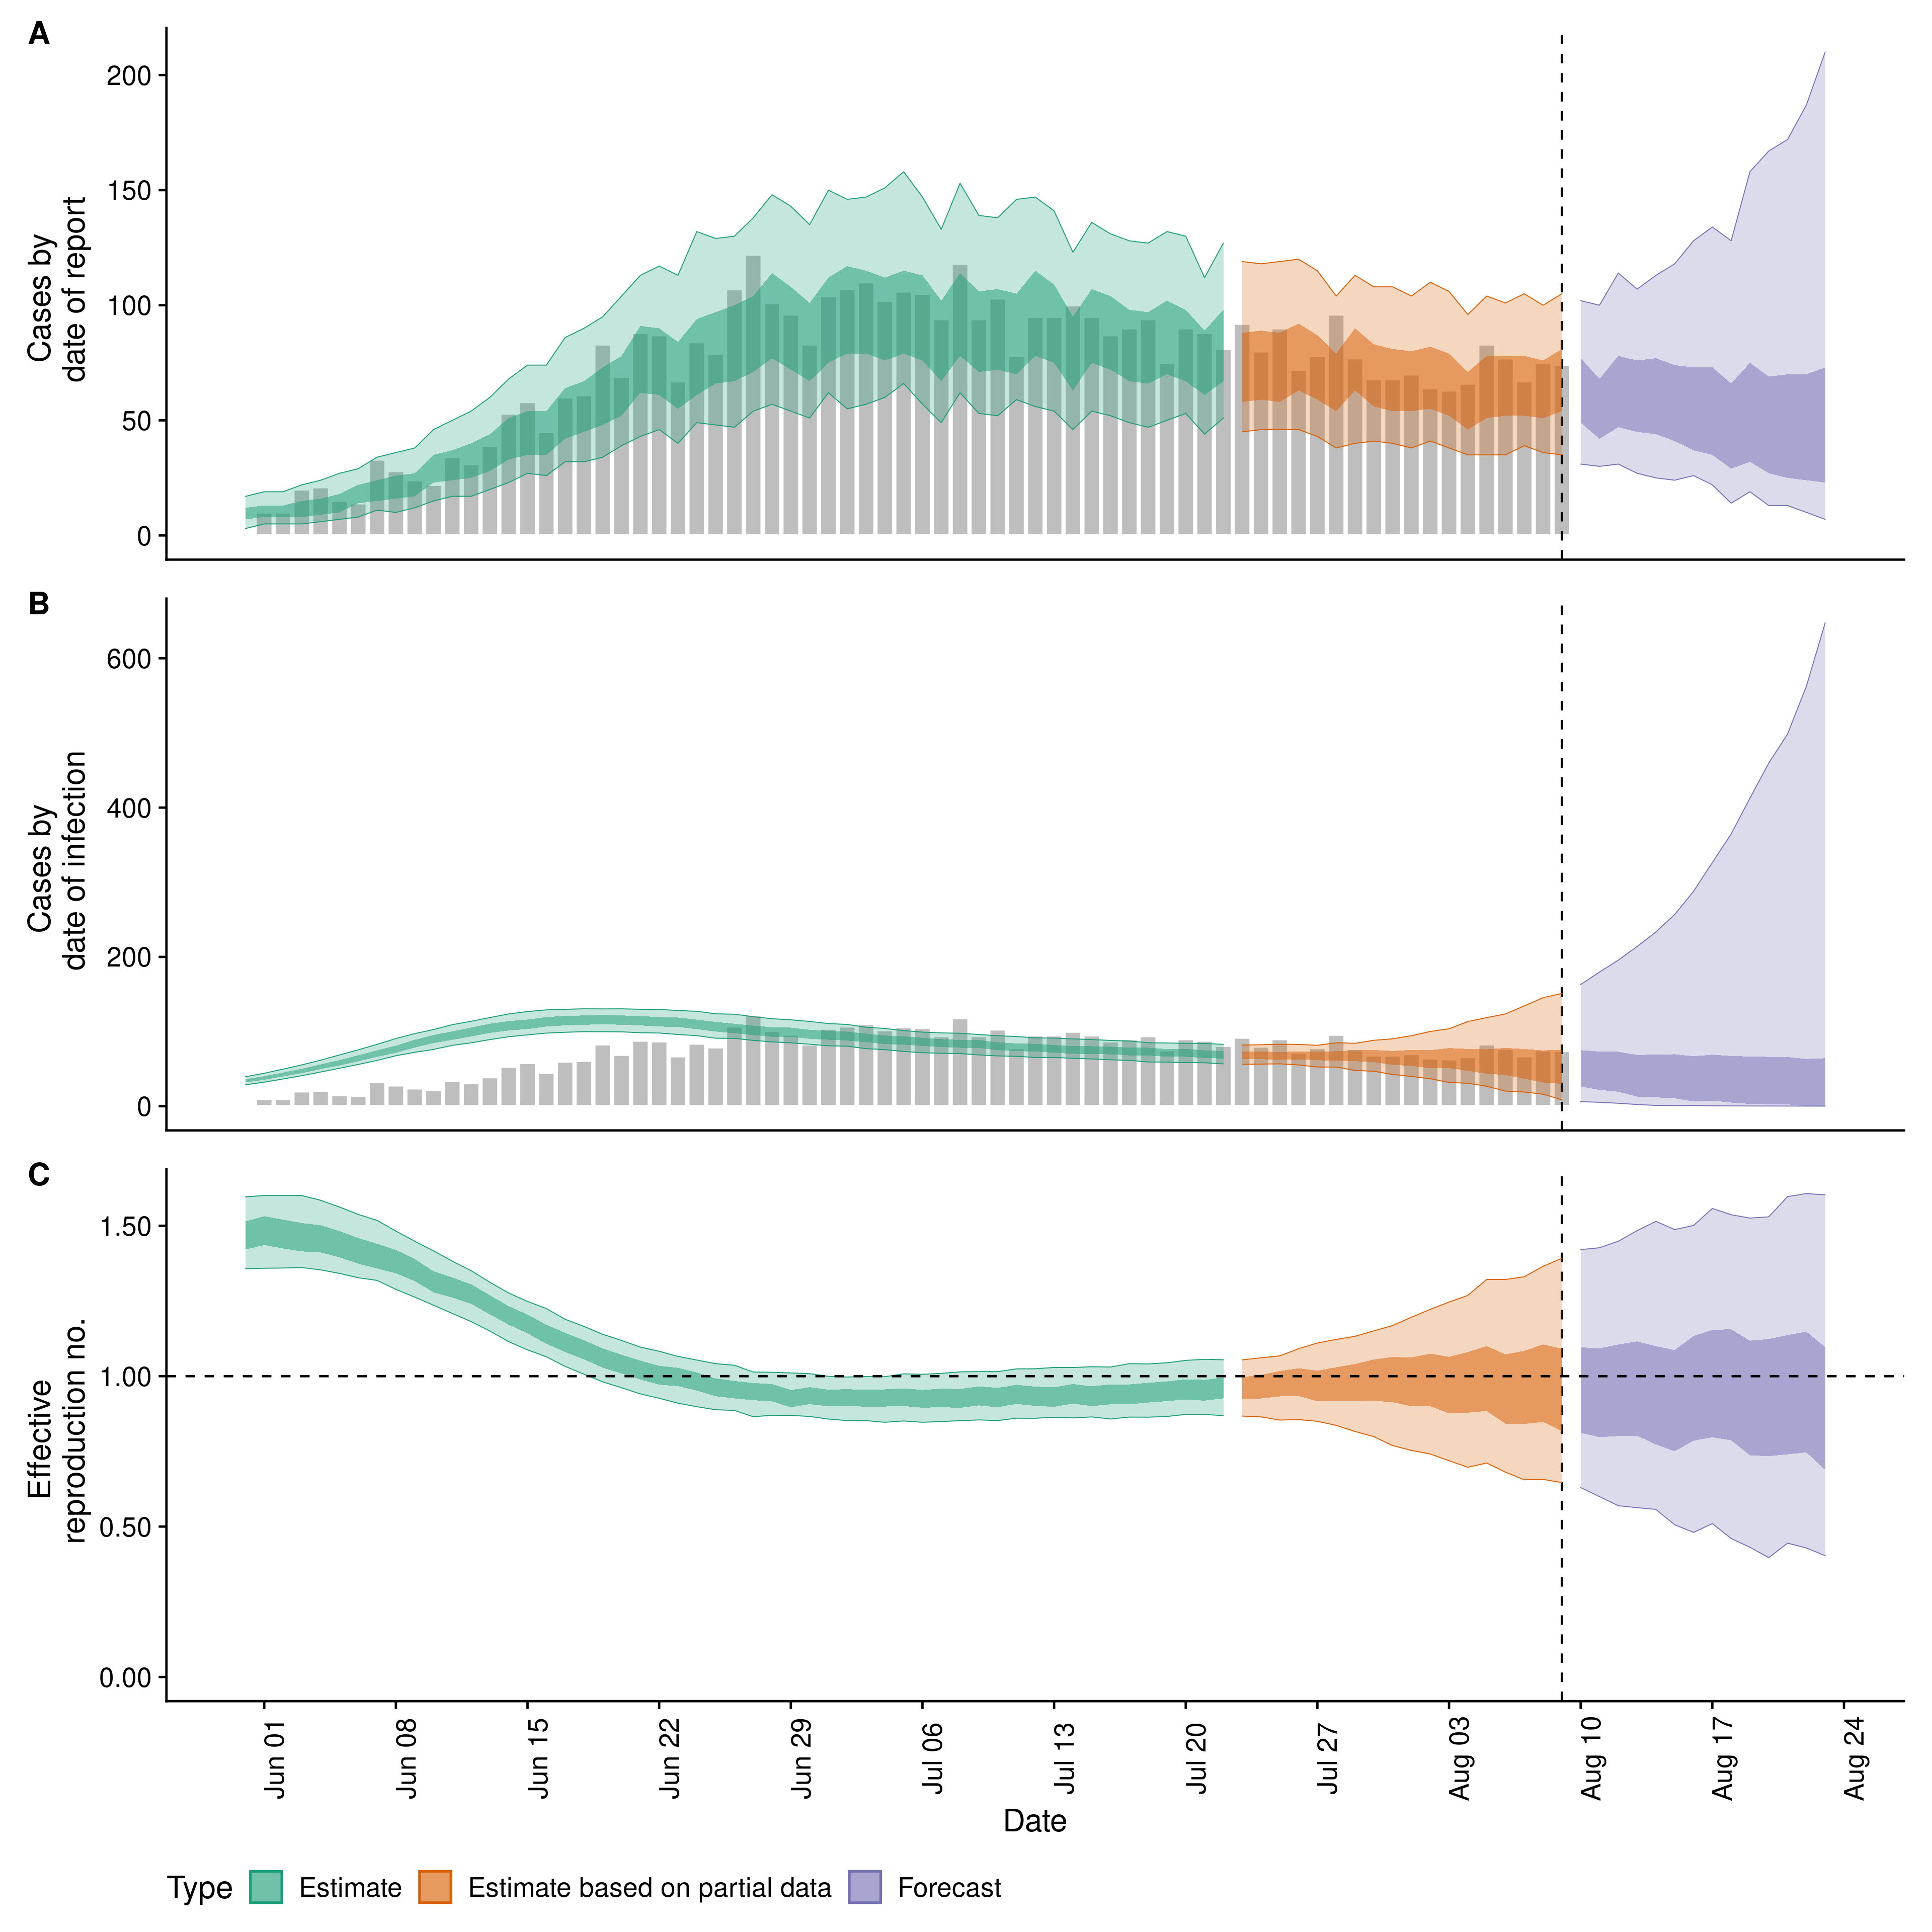 A
200
150
100
50
0
Cases by
date of report
B
600
400
200
0
Cases by
date of infection
C
1.50
1.00
0.50
0.00
Effective
reproduction no.
Jun 01
Jun 08
Jun 15
Jun 22
Jun 29
Jul 06
Jul 13
Jul 20
Jul 27
Aug 03
Aug 10
Aug 17
Aug 24
Date
Type Estimate Estimate based on partial data Forecast